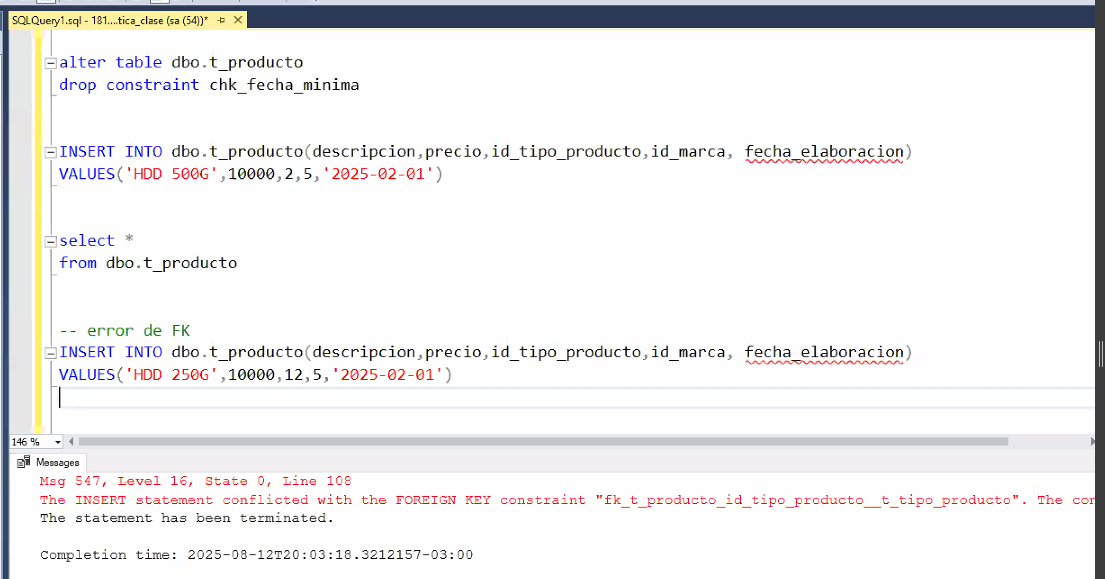 SQLQuery1.sql - 181....tica_clase (sa (54))*
alter table dbo.t_producto
drop constraint chk_fecha_minima
INSERT INTO dbo.t_producto(descripcion,precio,id_tipo_producto,id_marca, fecha_elaboracion)
VALUES('HDD 500G',10000,2,5,'2025-02-01')
select *
from dbo.t_producto
-- error de FK
INSERT INTO dbo.t_producto(descripcion,precio,id_tipo_producto,id_marca, fecha_elaboracion)
VALUES('HDD 250G',10000,12,5,'2025-02-01')
146 %
Messages
Msg 547, Level 16, State 0, Line 108
The INSERT statement conflicted with the FOREIGN KEY constraint "fk_t_producto_id_tipo_producto__t_tipo_producto". The cor
The statement has been terminated.
Completion time: 2025-08-12T20:03:18.3212157-03:00